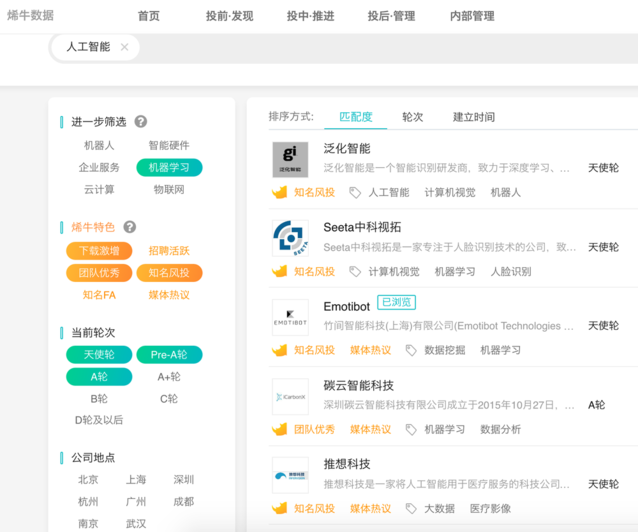 烯牛数据 首页 投前·发现 投中·推进 投后·管理 内部管理
人工智能 ×
进一步筛选 ?
机器人 智能硬件
企业服务 机器学习
云计算 物联网
烯牛特色 ?
下载激增 招聘活跃
团队优秀 知名风投
知名FA 媒体热议
当前轮次
天使轮 Pre-A轮
A轮 A+轮
B轮 C轮
D轮及以后
公司地点
北京 上海 深圳
杭州 广州 成都
南京 武汉
排序方式: 匹配度 轮次 建立时间
gi
泛化智能
泛化智能
泛化智能是一个智能识别研发商，致力于深度学习、... 天使轮
知名风投 人工智能 计算机视觉 机器人
SEETA
Seeta中科视拓
Seeta中科视拓是一家专注于人脸识别技术的公司，致... 天使轮
知名风投 计算机视觉 机器学习 人脸识别
EMOTIBOT
Emotibot 已浏览
竹间智能科技(上海)有限公司(Emotibot Technologies ... 天使轮
知名风投 媒体热议 数据挖掘 机器学习
iCarbonX
碳云智能科技
深圳碳云智能科技有限公司成立于2015年10月27日，... A轮
团队优秀 媒体热议 机器学习 数据分析
推想科技
推想科技
推想科技是一家将人工智能用于医疗服务的科技公司... 天使轮
知名风投 媒体热议 大数据 医疗影像